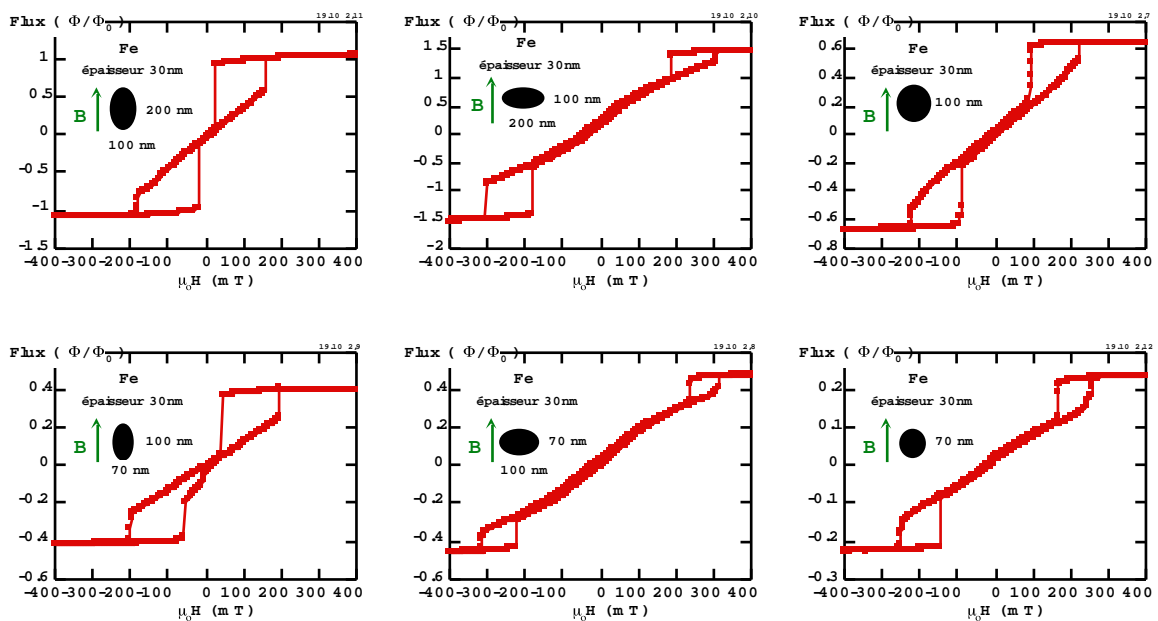 Flux ( Φ/Φ0) 19.10 2,11
Fe
épaisseur 30nm
B
200 nm
100 nm
1
0.5
0
-0.5
-1
-1.5
-400-300-200-100 0 100 200 300 400
μoH (mT)
Flux ( Φ/Φ0) 19.10 2,10
Fe
épaisseur 30nm
B
100 nm
200 nm
1.5
1
0.5
0
-0.5
-1
-1.5
-2
-400-300-200-100 0 100 200 300 400
μoH (mT)
Flux ( Φ/Φ0) 19.10 2,7
Fe
épaisseur 30nm
B
100 nm
0.6
0.4
0.2
0
-0.2
-0.4
-0.6
-0.8
-400-300-200-100 0 100 200 300 400
μoH (mT)
Flux ( Φ/Φ0) 19.10 2,9
Fe
épaisseur 30nm
B
100 nm
70 nm
0.4
0.2
0
-0.2
-0.4
-0.6
-400-300-200-100 0 100 200 300 400
μoH (mT)
Flux ( Φ/Φ0) 19.10 2,8
Fe
épaisseur 30nm
B
70 nm
100 nm
0.4
0.2
0
-0.2
-0.4
-0.6
-400-300-200-100 0 100 200 300 400
μoH (mT)
Flux ( Φ/Φ0) 19.10 2,12
Fe
épaisseur 30nm
B
70 nm
0.2
0.1
0
-0.1
-0.2
-0.3
-400-300-200-100 0 100 200 300 400
μoH (mT)